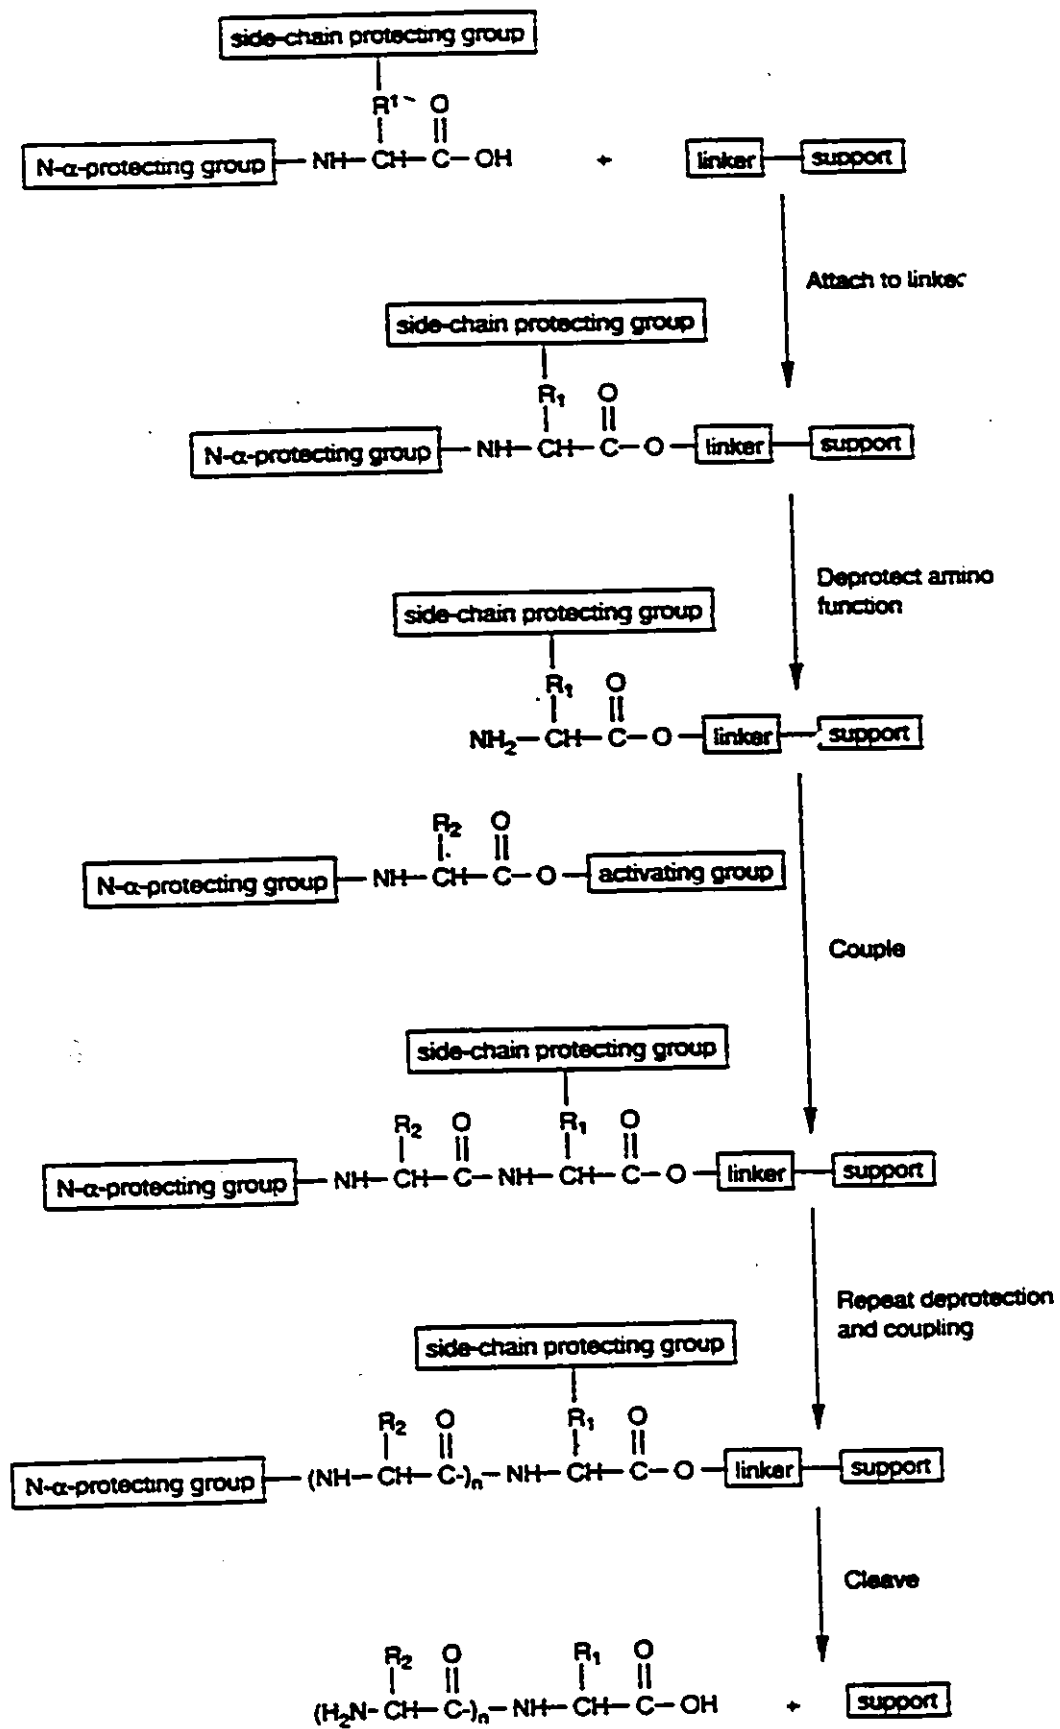 side-chain protecting group
R¹ O
N-α-protecting group NH-CH-C-OH + linker support
Attach to linker
side-chain protecting group
R₁ O
N-α-protecting group NH-CH-C-O linker support
Deprotect amino
function
side-chain protecting group
R₁ O
NH₂-CH-C-O linker support
R₂ O
N-α-protecting group NH-CH-C-O activating group
Couple
side-chain protecting group
R₂ O R₁ O
N-α-protecting group NH-CH-C-NH-CH-C-O linker support
Repeat deprotection
and coupling
side-chain protecting group
R₂ O R₁ O
N-α-protecting group (NH-CH-C-)ₙ-NH-CH-C-O linker support
Cleave
R₂ O R₁ O
(H₂N-CH-C-)ₙ-NH-CH-C-OH + support